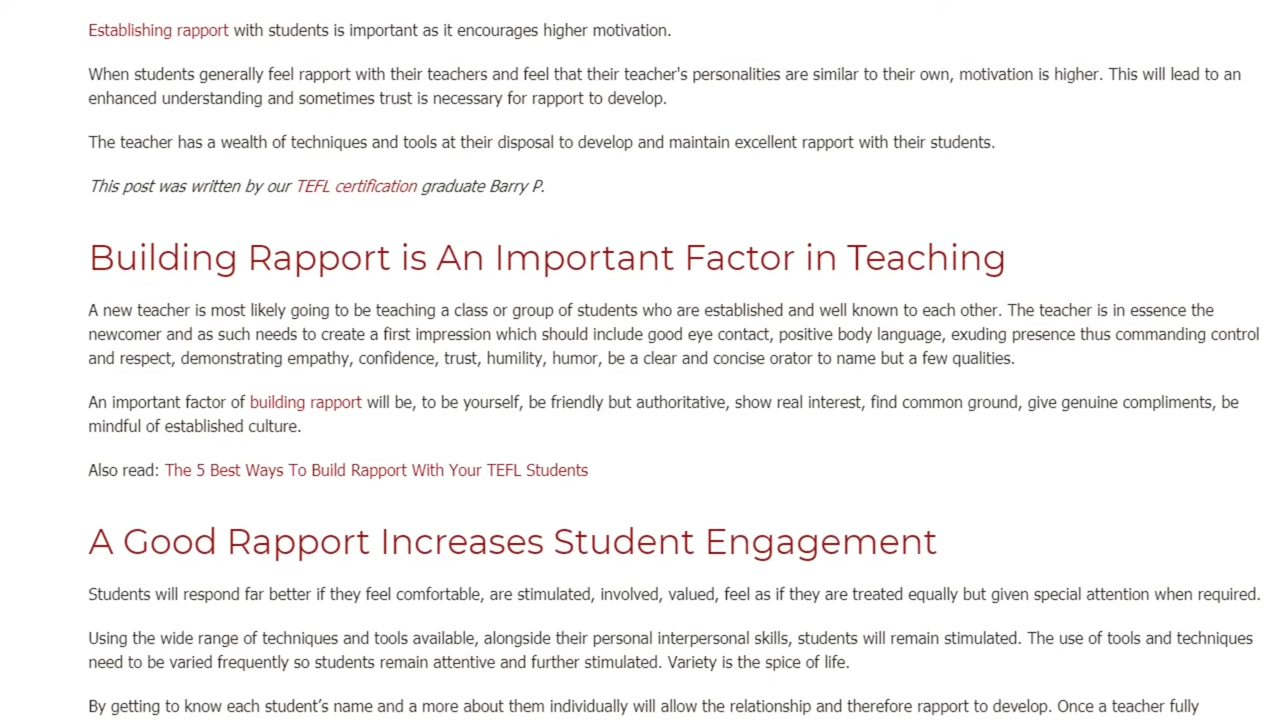 Establishing rapport with students is important as it encourages higher motivation.
When students generally feel rapport with their teachers and feel that their teacher's personalities are similar to their own, motivation is higher. This will lead to an
enhanced understanding and sometimes trust is necessary for rapport to develop.
The teacher has a wealth of techniques and tools at their disposal to develop and maintain excellent rapport with their students.
This post was written by our TEFL certification graduate Barry P.
Building Rapport is An Important Factor in Teaching
A new teacher is most likely going to be teaching a class or group of students who are established and well known to each other. The teacher is in essence the
newcomer and as such needs to create a first impression which should include good eye contact, positive body language, exuding presence thus commanding control
and respect, demonstrating empathy, confidence, trust, humility, humor, be a clear and concise orator to name but a few qualities.
An important factor of building rapport will be, to be yourself, be friendly but authoritative, show real interest, find common ground, give genuine compliments, be
mindful of established culture.
Also read: The 5 Best Ways To Build Rapport With Your TEFL Students
A Good Rapport Increases Student Engagement
Students will respond far better if they feel comfortable, are stimulated, involved, valued, feel as if they are treated equally but given special attention when required.
Using the wide range of techniques and tools available, alongside their personal interpersonal skills, students will remain stimulated. The use of tools and techniques
need to be varied frequently so students remain attentive and further stimulated. Variety is the spice of life.
By getting to know each student’s name and a more about them individually will allow the relationship and therefore rapport to develop. Once a teacher fully